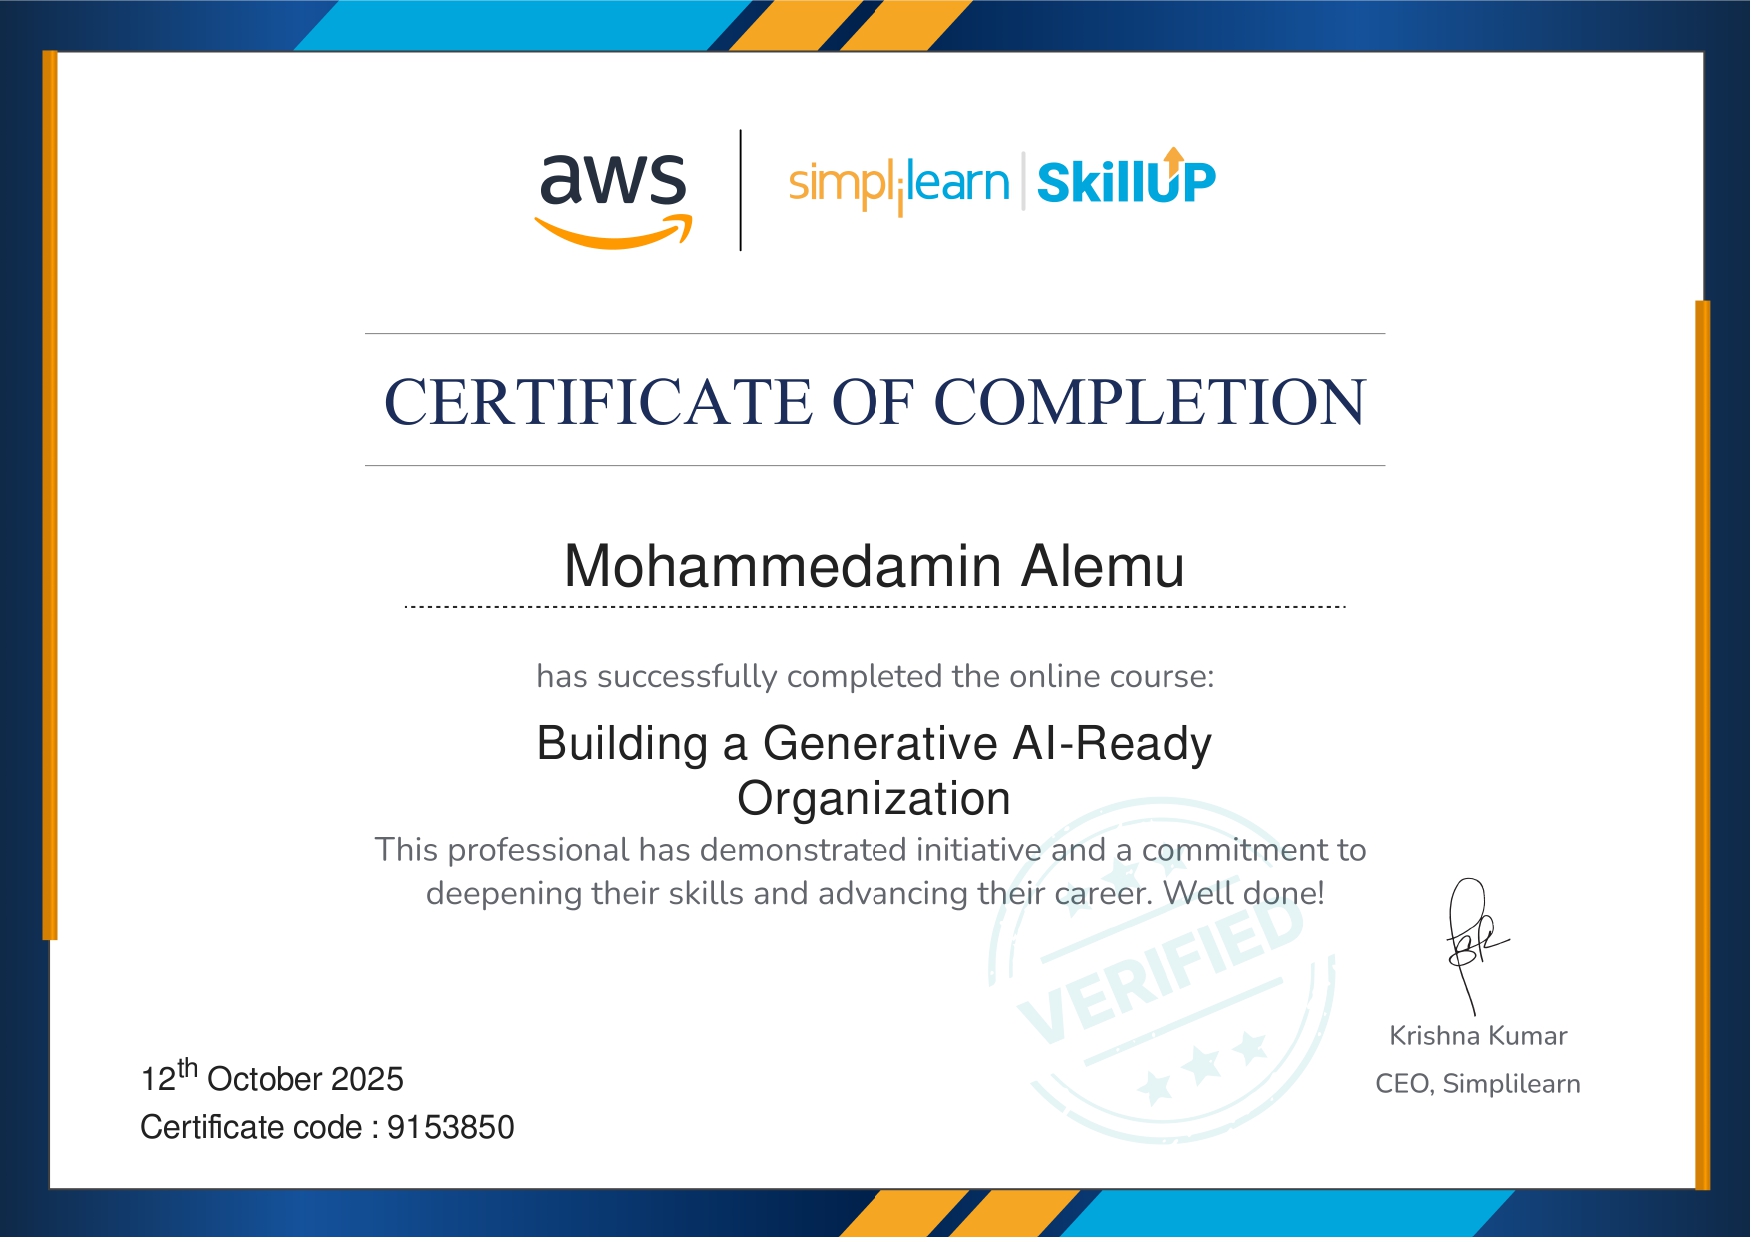 aws
simplilearn | SkillUP
CERTIFICATE OF COMPLETION
Mohammedamin Alemu
has successfully completed the online course:
Building a Generative AI-Ready
Organization
This professional has demonstrated initiative and a commitment to
deepening their skills and advancing their career. Well done!
VERIFIED
Krishna Kumar
CEO, Simplilearn
12th October 2025
Certificate code : 9153850